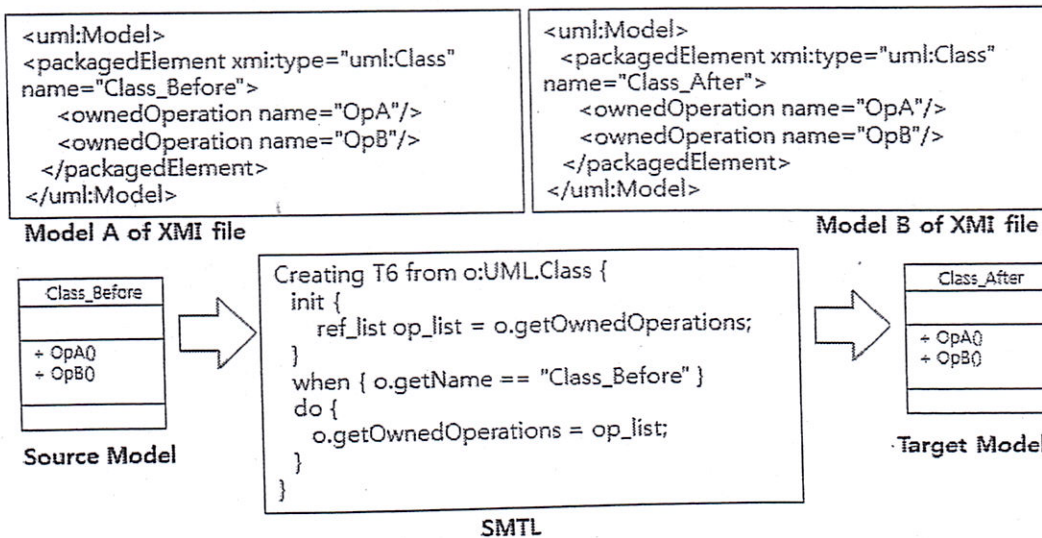 <uml:Model>
<packagedElement xmi:type="uml:Class"
name="Class_Before">
<ownedOperation name="OpA"/>
<ownedOperation name="OpB"/>
</packagedElement>
</uml:Model>
Model A of XMI file
<uml:Model>
<packagedElement xmi:type="uml:Class"
name="Class_After">
<ownedOperation name="OpA"/>
<ownedOperation name="OpB"/>
</packagedElement>
</uml:Model>
Model B of XMI file
Class_Before
+ OpA()
+ OpB()
Source Model
Creating T6 from o:UML.Class {
init {
ref_list op_list = o.getOwnedOperations;
}
when { o.getName == "Class_Before" }
do {
o.getOwnedOperations = op_list;
}
}
SMTL
Class_After
+ OpA()
+ OpB()
Target Model